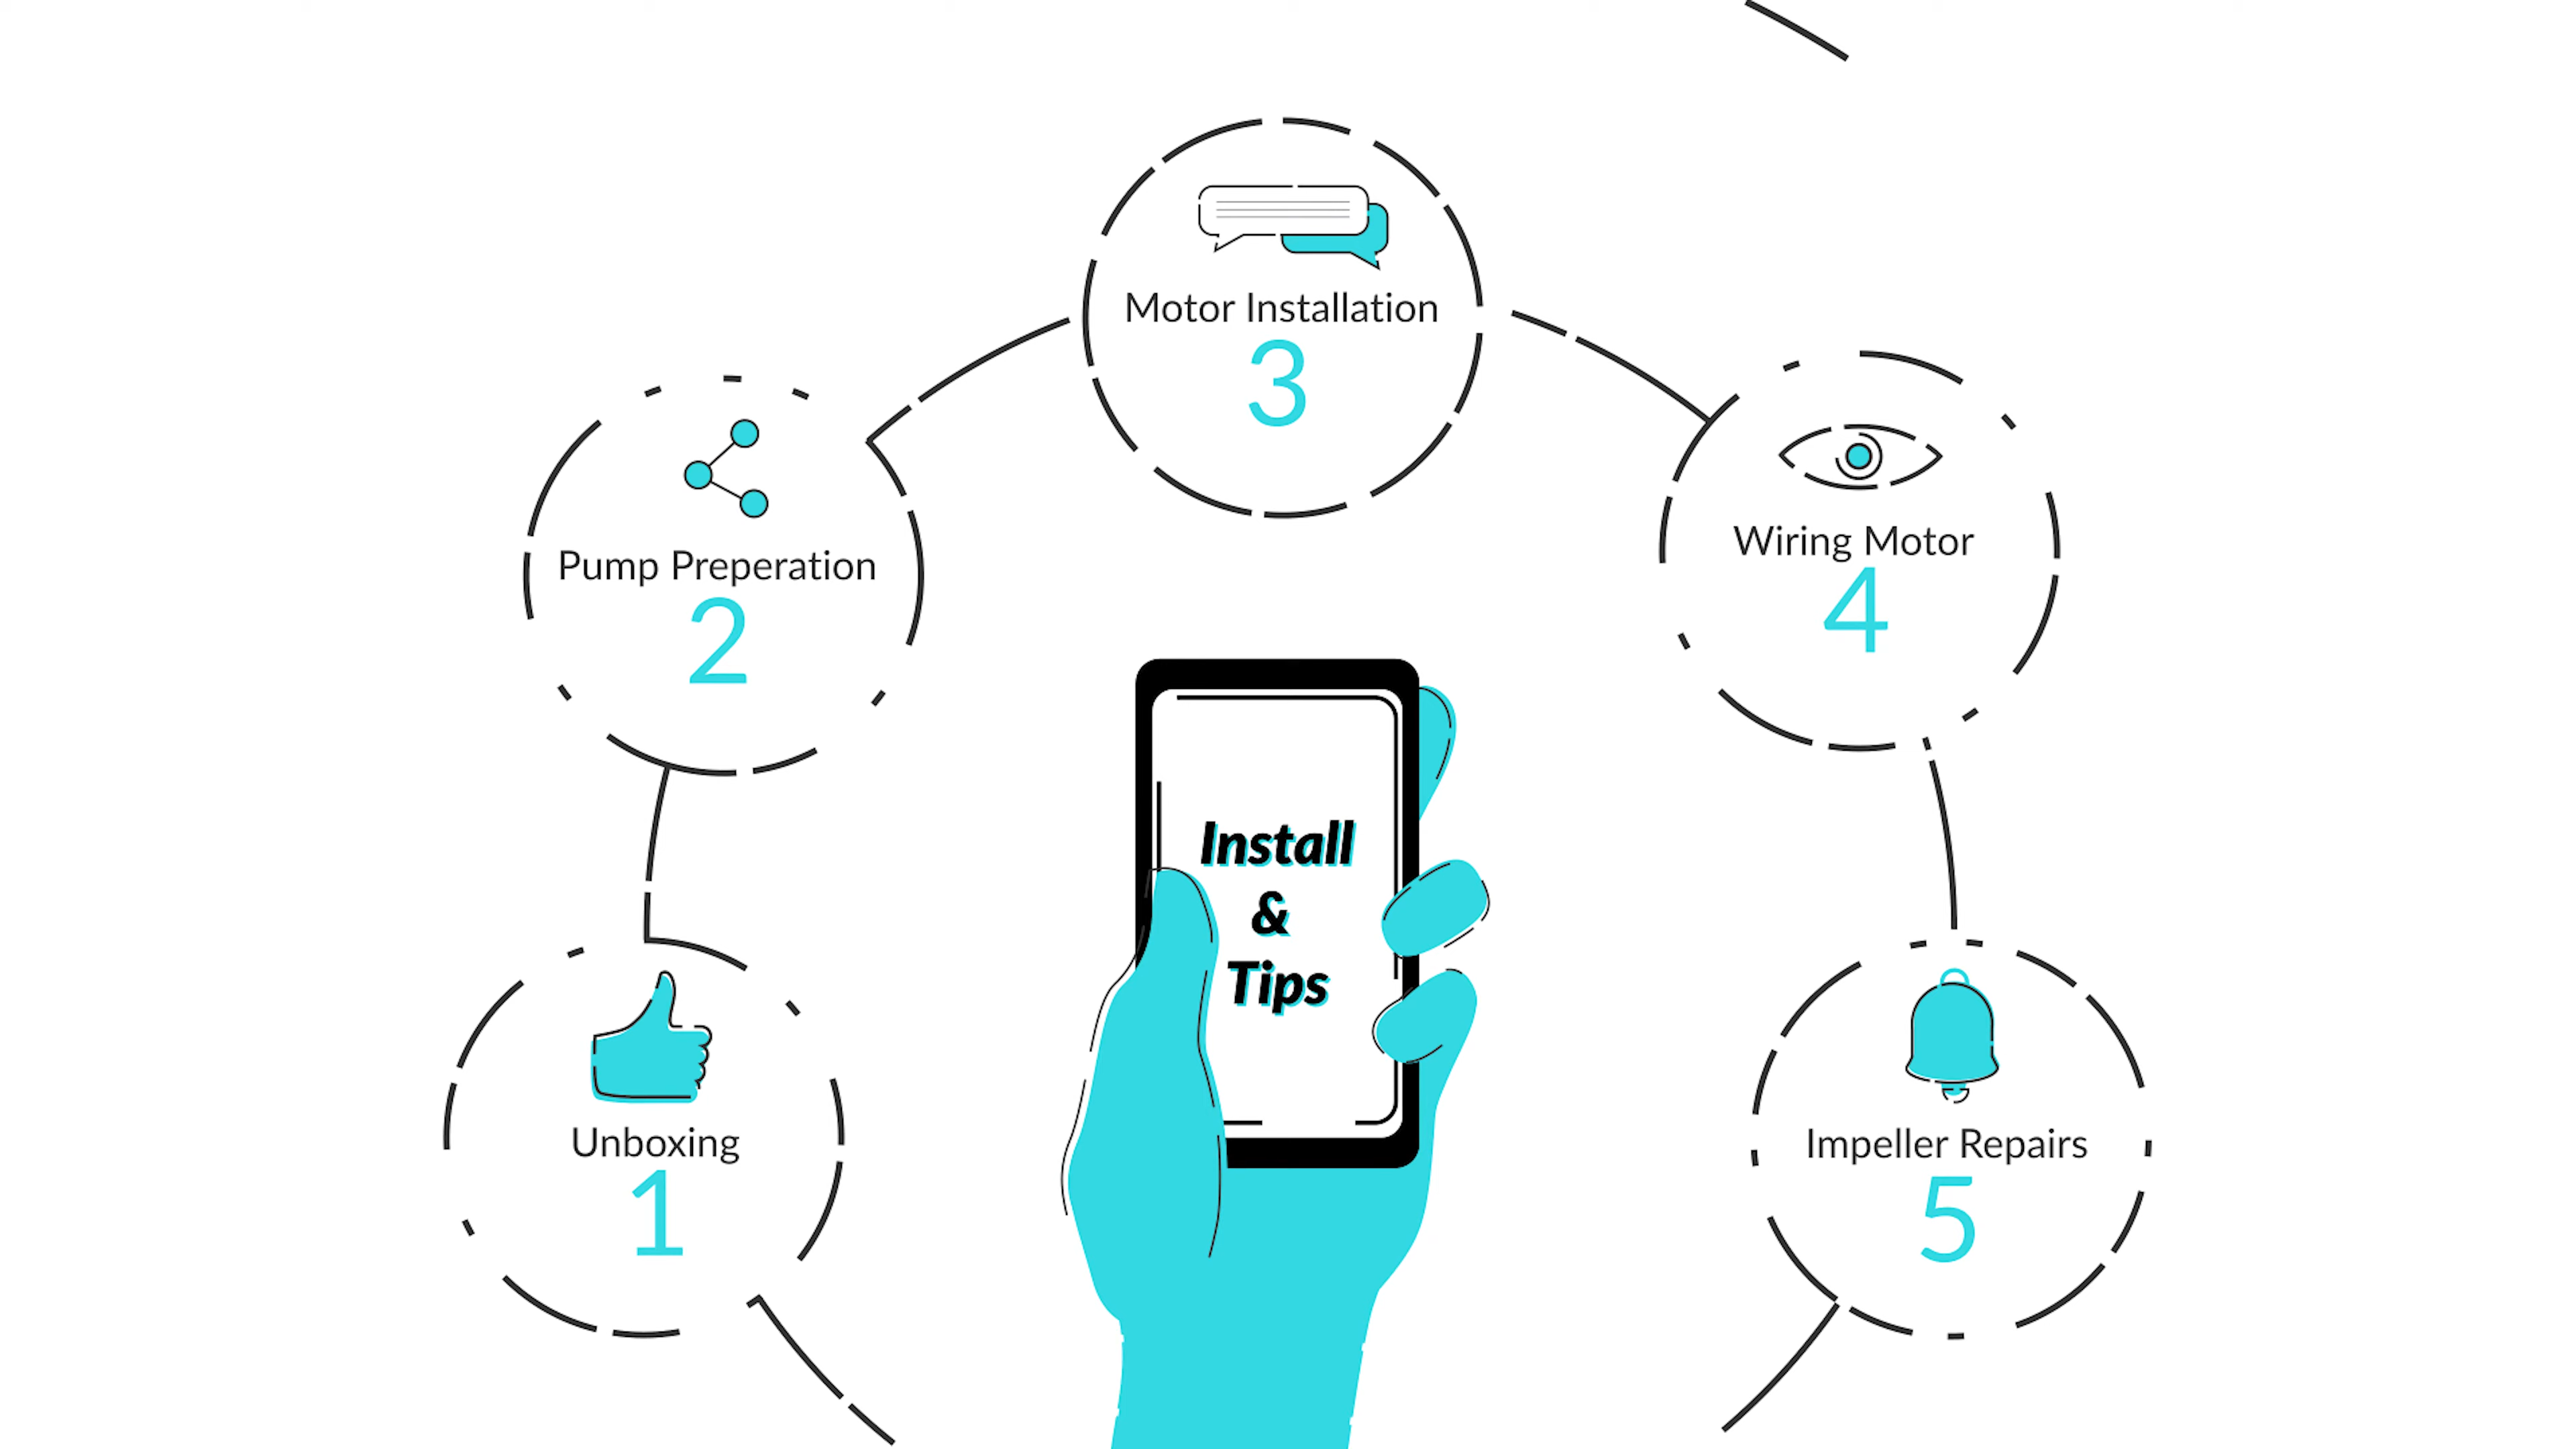 Unboxing
1
Pump Preperation
2
Motor Installation
3
Wiring Motor
4
Impeller Repairs
5
Install
&
Tips